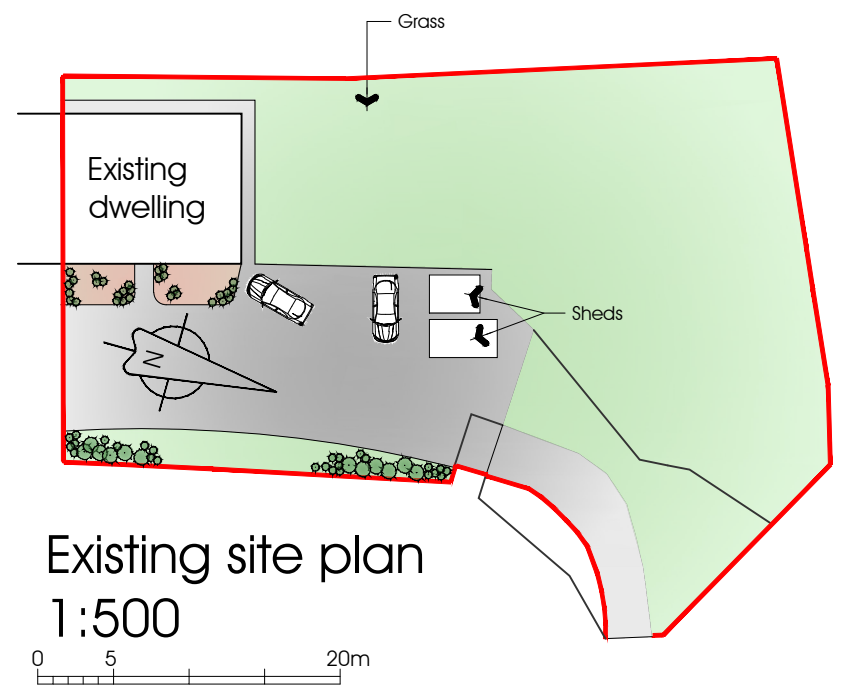 Grass
Existing
dwelling
Sheds
N
Existing site plan
1:500
0 5 20m